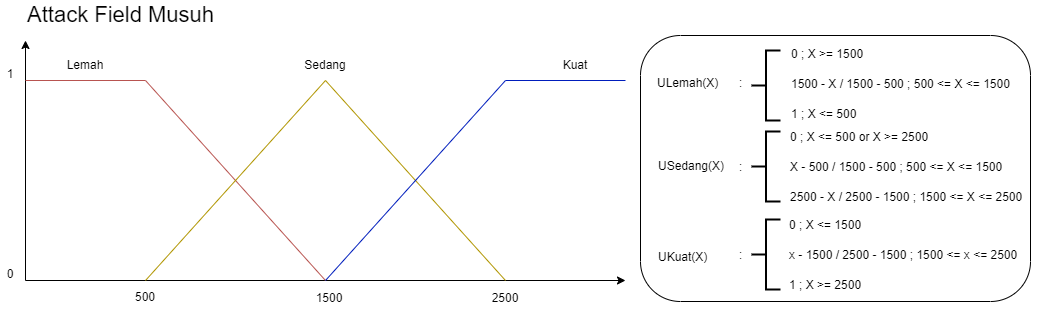 Attack Field Musuh
Lemah
Sedang
Kuat
1
0
500
1500
2500
ULemah(X) :
0 ; X >= 1500
1500 - X / 1500 - 500 ; 500 <= X <= 1500
1 ; X <= 500
USedang(X) :
0 ; X <= 500 or X >= 2500
X - 500 / 1500 - 500 ; 500 <= X <= 1500
2500 - X / 2500 - 1500 ; 1500 <= X <= 2500
UKuat(X) :
0 ; X <= 1500
x - 1500 / 2500 - 1500 ; 1500 <= x <= 2500
1 ; X >= 2500